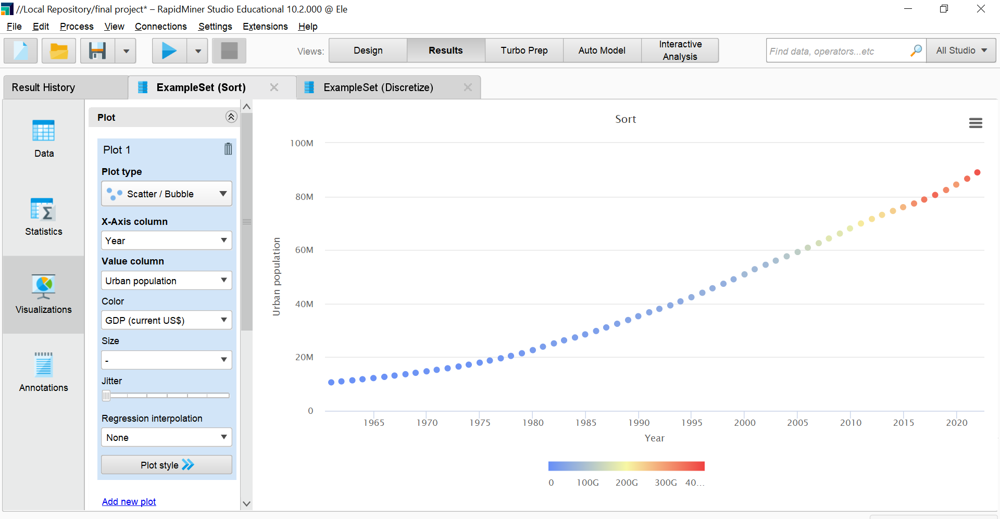 //Local Repository/final project* – RapidMiner Studio Educational 10.2.000 @ Ele
File Edit Process View Connections Settings Extensions Help
Views: Design Results Turbo Prep Auto Model Interactive Analysis Find data, operators...etc All Studio
Result History ExampleSet (Sort) ExampleSet (Discretize)
Data
Statistics
Visualizations
Annotations
Plot
Plot 1
Plot type
Scatter / Bubble
X-Axis column
Year
Value column
Urban population
Color
GDP (current US$)
Size
-
Jitter
Regression interpolation
None
Plot style
Add new plot
Sort
Urban population
100M
80M
60M
40M
20M
0
1965 1970 1975 1980 1985 1990 1995 2000 2005 2010 2015 2020
Year
0 100G 200G 300G 40...